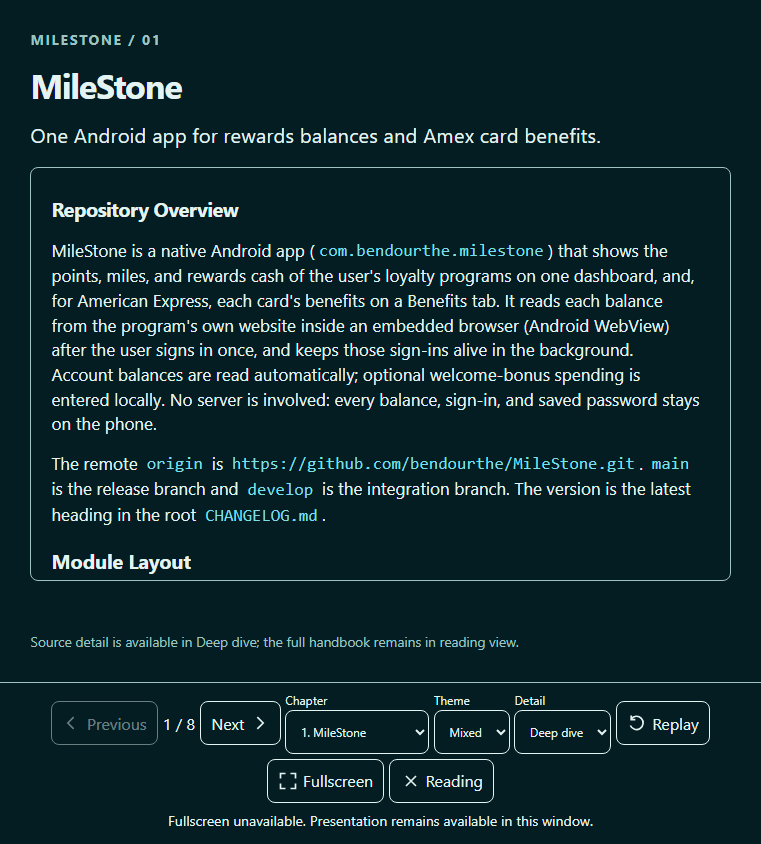 MILESTONE / 01
MileStone
One Android app for rewards balances and Amex card benefits.
Repository Overview
MileStone is a native Android app ( com.bendourthe.milestone ) that shows the
points, miles, and rewards cash of the user's loyalty programs on one dashboard, and,
for American Express, each card's benefits on a Benefits tab. It reads each balance
from the program's own website inside an embedded browser (Android WebView)
after the user signs in once, and keeps those sign-ins alive in the background.
Account balances are read automatically; optional welcome-bonus spending is
entered locally. No server is involved: every balance, sign-in, and saved password stays
on the phone.
The remote origin is https://github.com/bendourthe/MileStone.git . main
is the release branch and develop is the integration branch. The version is the latest
heading in the root CHANGELOG.md .
Module Layout
Source detail is available in Deep dive; the full handbook remains in reading view.
Chapter Theme Detail
Previous 1 / 8 Next 1. MileStone Mixed Deep dive Replay
Fullscreen Reading
Fullscreen unavailable. Presentation remains available in this window.